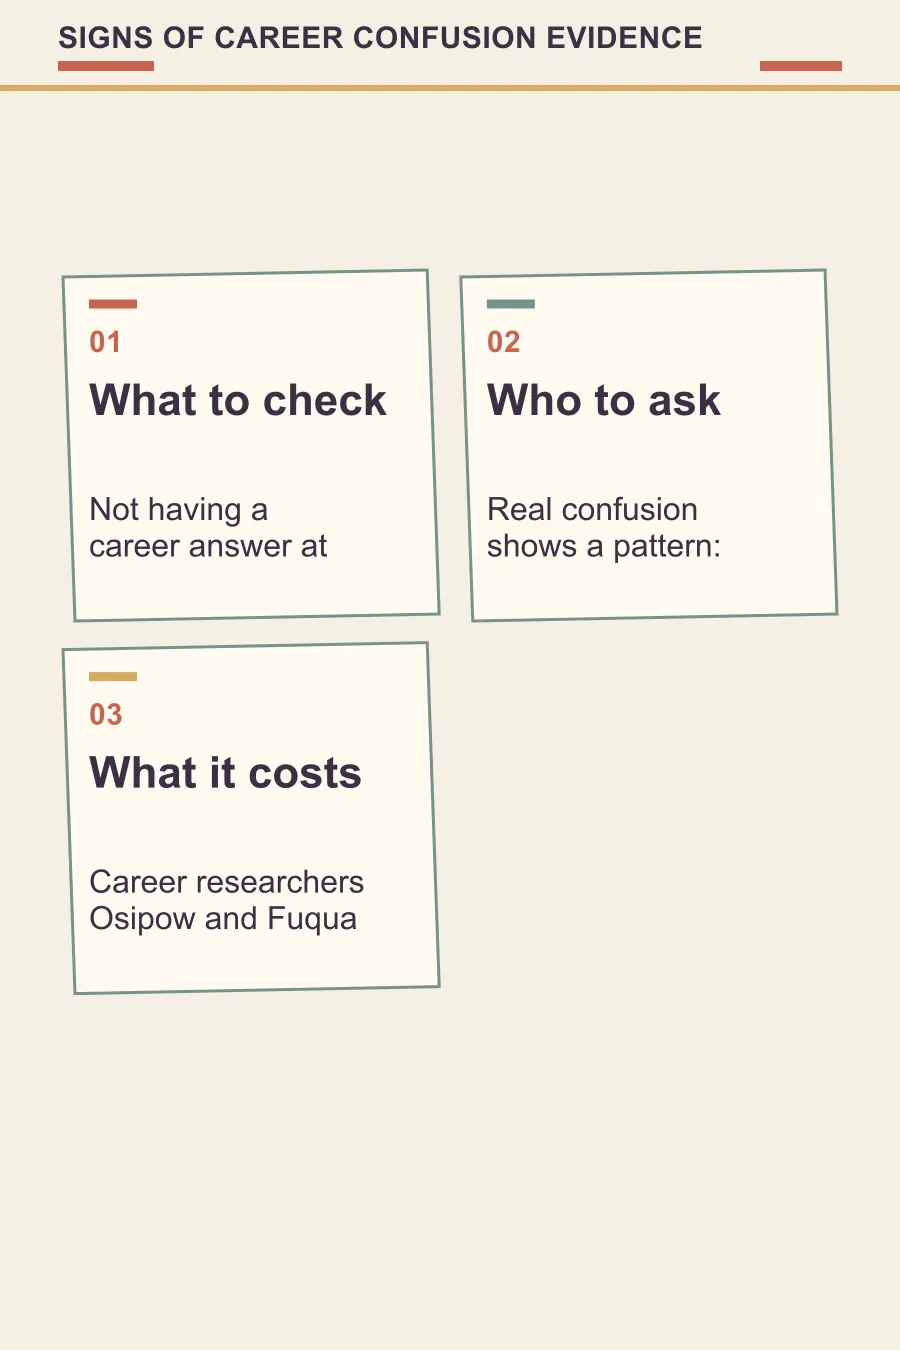 SIGNS OF CAREER CONFUSION EVIDENCE
01
What to check
Not having a
career answer at
02
Who to ask
Real confusion
shows a pattern:
03
What it costs
Career researchers
Osipow and Fuqua